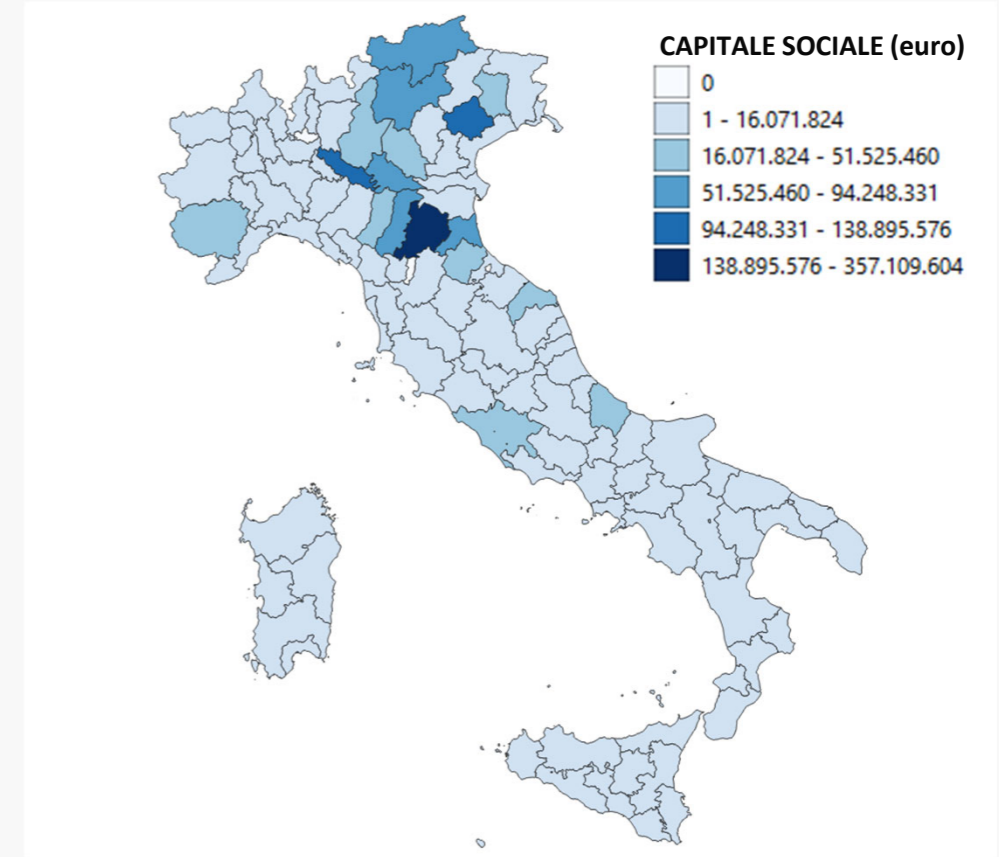 CAPITALE SOCIALE (euro)
0
1 - 16.071.824
16.071.824 - 51.525.460
51.525.460 - 94.248.331
94.248.331 - 138.895.576
138.895.576 - 357.109.604